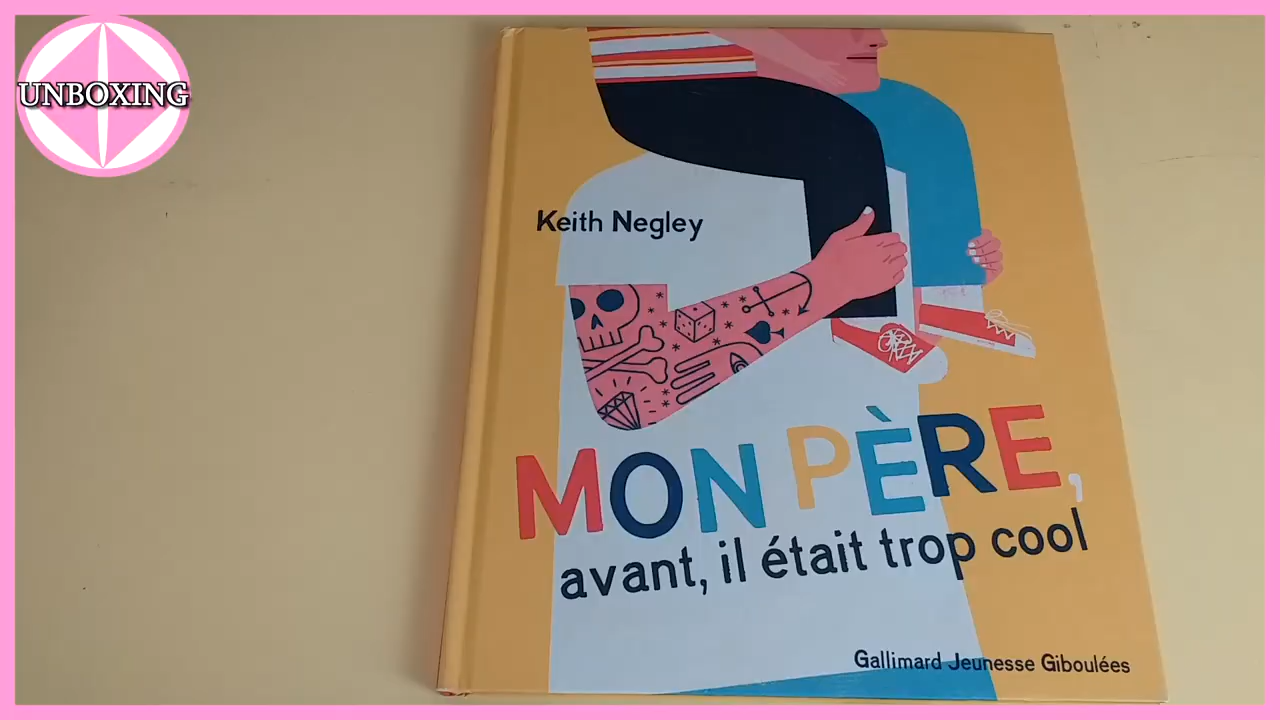 UNBOXING
Keith Negley
MON PÈRE,
avant, il était trop cool
Gallimard Jeunesse Giboulées